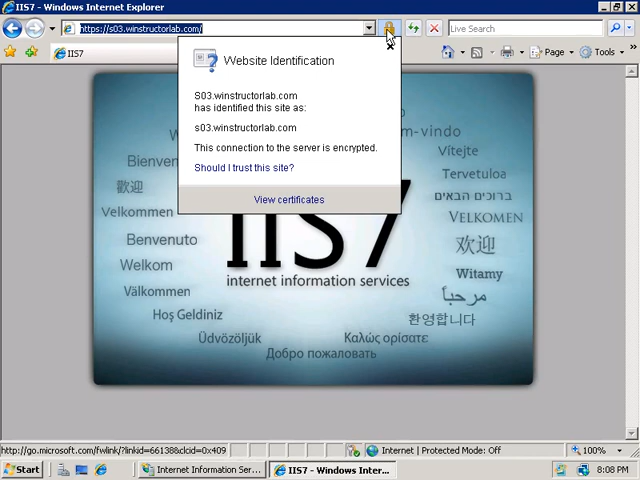 IIS7 - Windows Internet Explorer
https://s03.winstructorlab.com/
Live Search
IIS7
Page
Tools
Website Identification
S03.winstructorlab.com
has identified this site as:
s03.winstructorlab.com
This connection to the server is encrypted.
Should I trust this site?
View certificates
m-vindo
Vítejte
Tervetuloa
ברוכים הבאים
VELKOMEN
欢迎
Witamy
مرحباً
환영합니다
Καλώς ορίσατε
歡迎
Velkommen
Benvenuto
Welkom
Välkommen
Hoş Geldiniz
Üdvözöljük
Добро пожаловать
IIS7
internet information services
http://go.microsoft.com/fwlink/?linkid=66138&clcid=0x409
Internet | Protected Mode: Off
100%
Start
Internet Information Ser...
IIS7 - Windows Inter...
8:08 PM